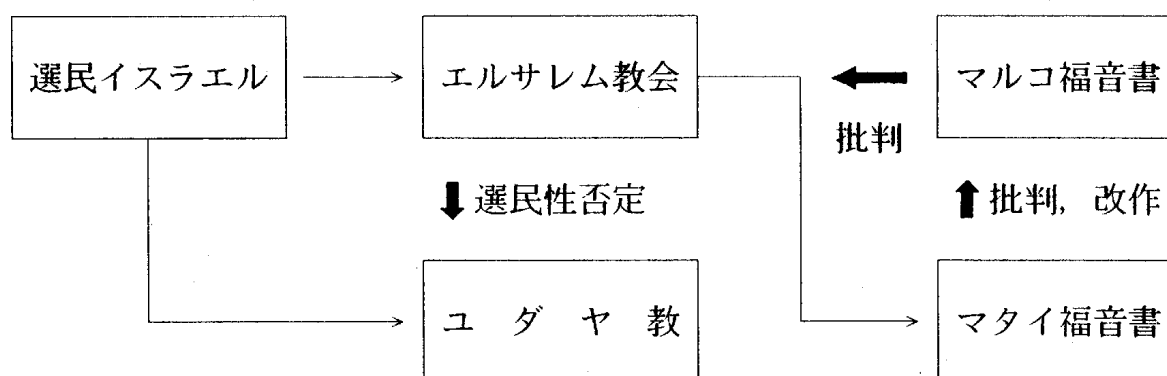 選民イスラエル
エルサレム教会
マルコ福音書
批判
選民性否定
批判, 改作
ユダヤ教
マタイ福音書